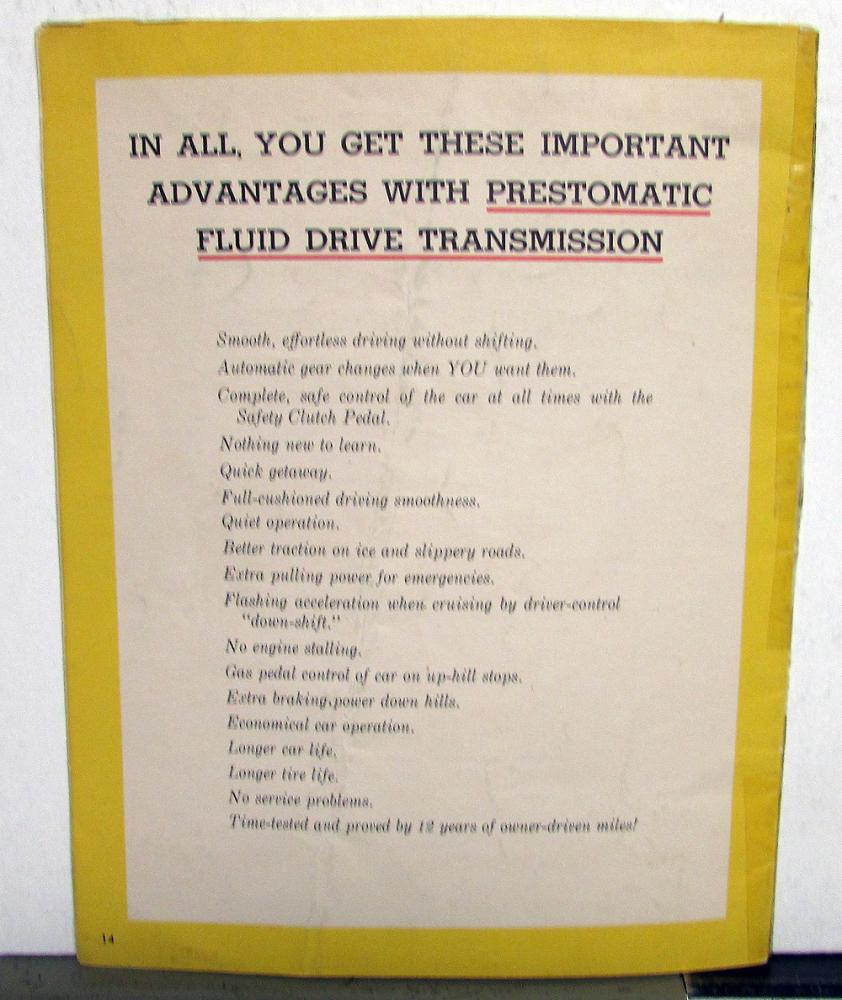 IN ALL, YOU GET THESE IMPORTANT
ADVANTAGES WITH PRESTOMATIC
FLUID DRIVE TRANSMISSION
Smooth, effortless driving without shifting.
Automatic gear changes when YOU want them.
Complete, safe control of the car at all times with the
Safety Clutch Pedal.
Nothing new to learn.
Quick getaway.
Full-cushioned driving smoothness.
Quiet operation.
Better traction on ice and slippery roads.
Extra pulling power for emergencies.
Flashing acceleration when cruising by driver-control
"down-shift."
No engine stalling.
Gas pedal control of car on up-hill stops.
Extra braking power down hills.
Economical car operation.
Longer car life.
Longer tire life.
No service problems.
Time-tested and proved by 12 years of owner-driven miles!
14